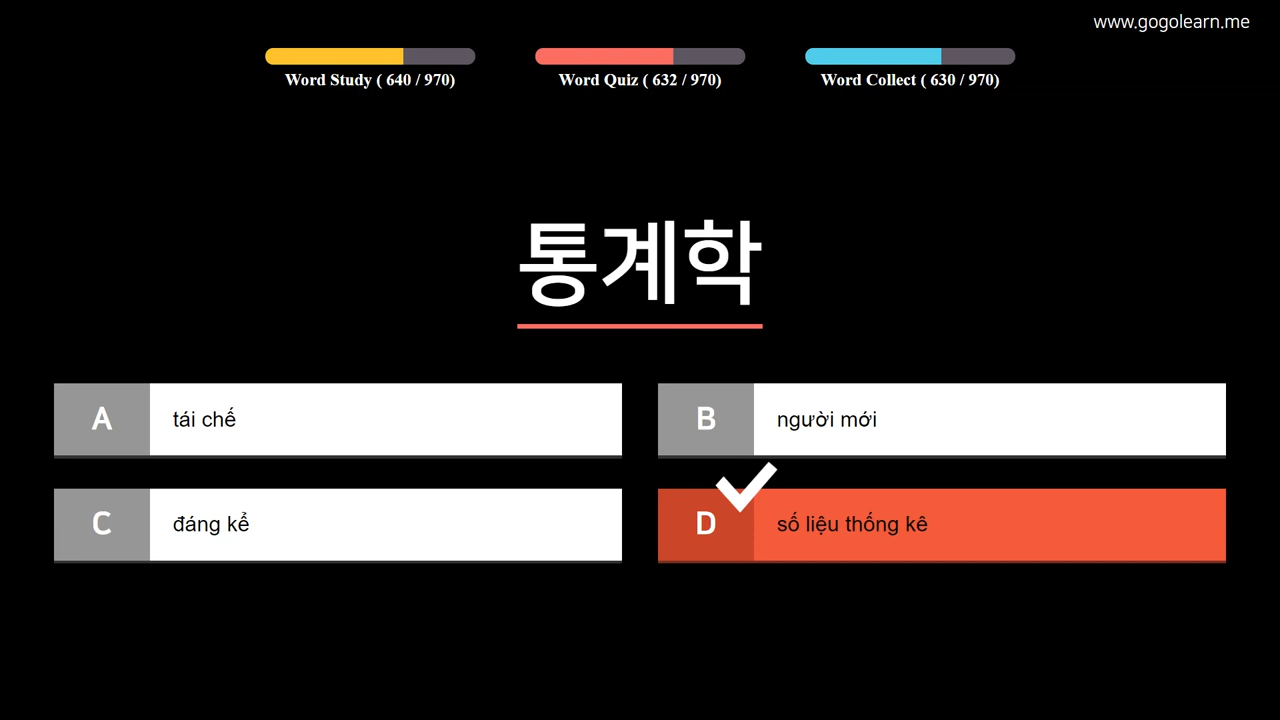 www.gogolearn.me
Word Study ( 640 / 970)
Word Quiz ( 632 / 970)
Word Collect ( 630 / 970)
통계학
A tái chế
B người mới
C đáng kể
D số liệu thống kê